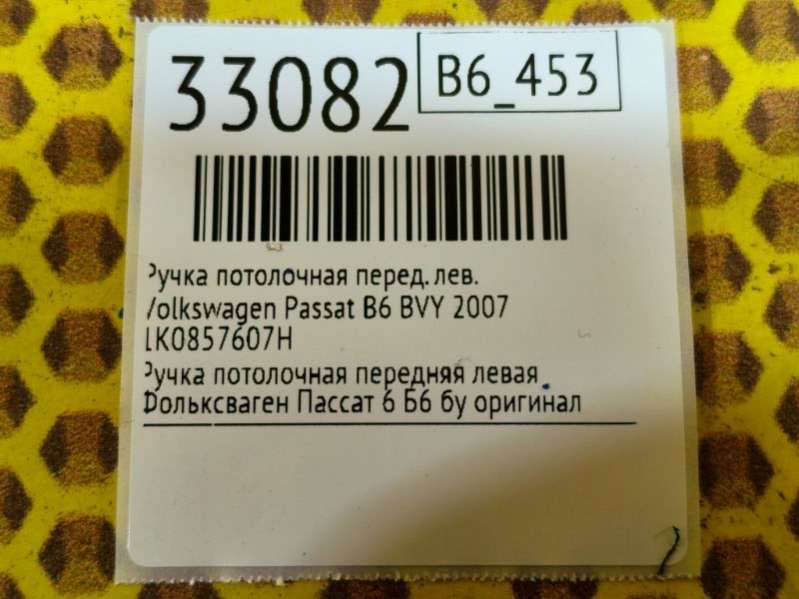 33082
B6_453
Ручка потолочная перед. лев.
Volkswagen Passat B6 BVY 2007
1K0857607H
Ручка потолочная передняя левая
Фольксваген Пассат 6 Б6 бу оригинал